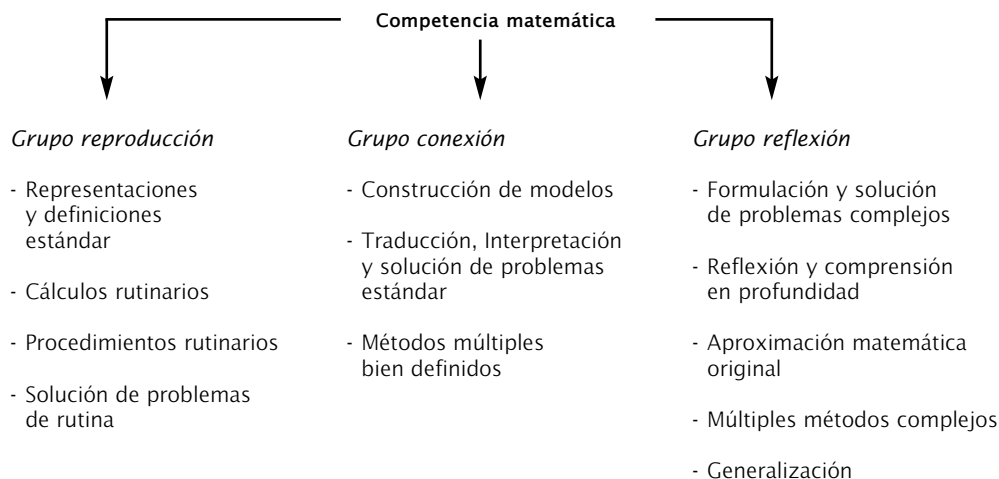 Competencia matemática
Grupo reproducción
- Representaciones
y definiciones
estándar
- Cálculos rutinarios
- Procedimientos rutinarios
- Solución de problemas
de rutina
Grupo conexión
- Construcción de modelos
- Traducción, Interpretación
y solución de problemas
estándar
- Métodos múltiples
bien definidos
Grupo reflexión
- Formulación y solución
de problemas complejos
- Reflexión y comprensión
en profundidad
- Aproximación matemática
original
- Múltiples métodos complejos
- Generalización